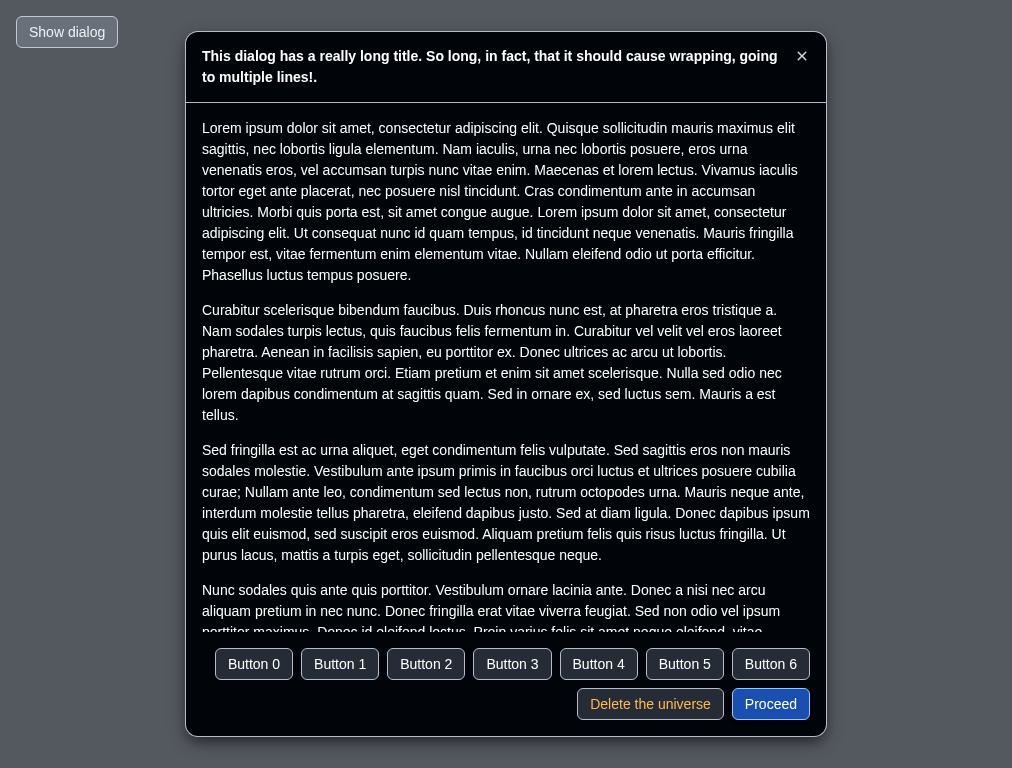 Show dialog
This dialog has a really long title. So long, in fact, that it should cause wrapping, going
to multiple lines!.
Lorem ipsum dolor sit amet, consectetur adipiscing elit. Quisque sollicitudin mauris maximus elit
sagittis, nec lobortis ligula elementum. Nam iaculis, urna nec lobortis posuere, eros urna
venenatis eros, vel accumsan turpis nunc vitae enim. Maecenas et lorem lectus. Vivamus iaculis
tortor eget ante placerat, nec posuere nisl tincidunt. Cras condimentum ante in accumsan
ultricies. Morbi quis porta est, sit amet congue augue. Lorem ipsum dolor sit amet, consectetur
adipiscing elit. Ut consequat nunc id quam tempus, id tincidunt neque venenatis. Mauris fringilla
tempor est, vitae fermentum enim elementum vitae. Nullam eleifend odio ut porta efficitur.
Phasellus luctus tempus posuere.
Curabitur scelerisque bibendum faucibus. Duis rhoncus nunc est, at pharetra eros tristique a.
Nam sodales turpis lectus, quis faucibus felis fermentum in. Curabitur vel velit vel eros laoreet
pharetra. Aenean in facilisis sapien, eu porttitor ex. Donec ultrices ac arcu ut lobortis.
Pellentesque vitae rutrum orci. Etiam pretium et enim sit amet scelerisque. Nulla sed odio nec
lorem dapibus condimentum at sagittis quam. Sed in ornare ex, sed luctus sem. Mauris a est
tellus.
Sed fringilla est ac urna aliquet, eget condimentum felis vulputate. Sed sagittis eros non mauris
sodales molestie. Vestibulum ante ipsum primis in faucibus orci luctus et ultrices posuere cubilia
curae; Nullam ante leo, condimentum sed lectus non, rutrum octopodes urna. Mauris neque ante,
interdum molestie tellus pharetra, eleifend dapibus justo. Sed at diam ligula. Donec dapibus ipsum
quis elit euismod, sed suscipit eros euismod. Aliquam pretium felis quis risus luctus fringilla. Ut
purus lacus, mattis a turpis eget, sollicitudin pellentesque neque.
Nunc sodales quis ante quis porttitor. Vestibulum ornare lacinia ante. Donec a nisi nec arcu
aliquam pretium in nec nunc. Donec fringilla erat vitae viverra feugiat. Sed non odio vel ipsum
porttitor maximus. Donec id eleifend lectus. Proin varius felis sit amet neque eleifend, vitae
Button 0 Button 1 Button 2 Button 3 Button 4 Button 5 Button 6
Delete the universe Proceed